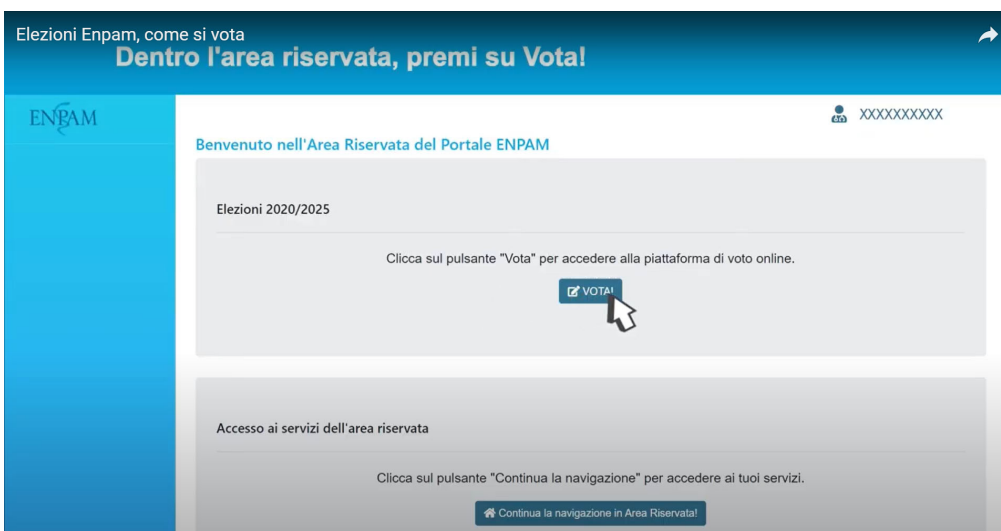 Elezioni Enpam, come si vota
Dentro l'area riservata, premi su Vota!
ENPAM
XXXXXXXXXX
Benvenuto nell'Area Riservata del Portale ENPAM
Elezioni 2020/2025
Clicca sul pulsante "Vota" per accedere alla piattaforma di voto online.
VOTA!
Accesso ai servizi dell'area riservata
Clicca sul pulsante "Continua la navigazione" per accedere ai tuoi servizi.
Continua la navigazione in Area Riservata!